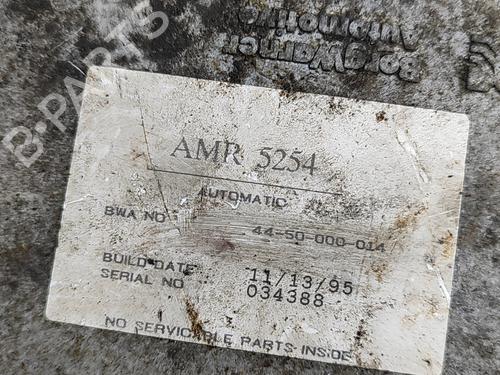 BorgWarner
Automotive
B-PARTS
AMR 5254
AUTOMATIC
BWA NO 44-50-000-014
BUILD DATE 11/13/95
SERIAL NO 034388
NO SERVICABLE PARTS INSIDE